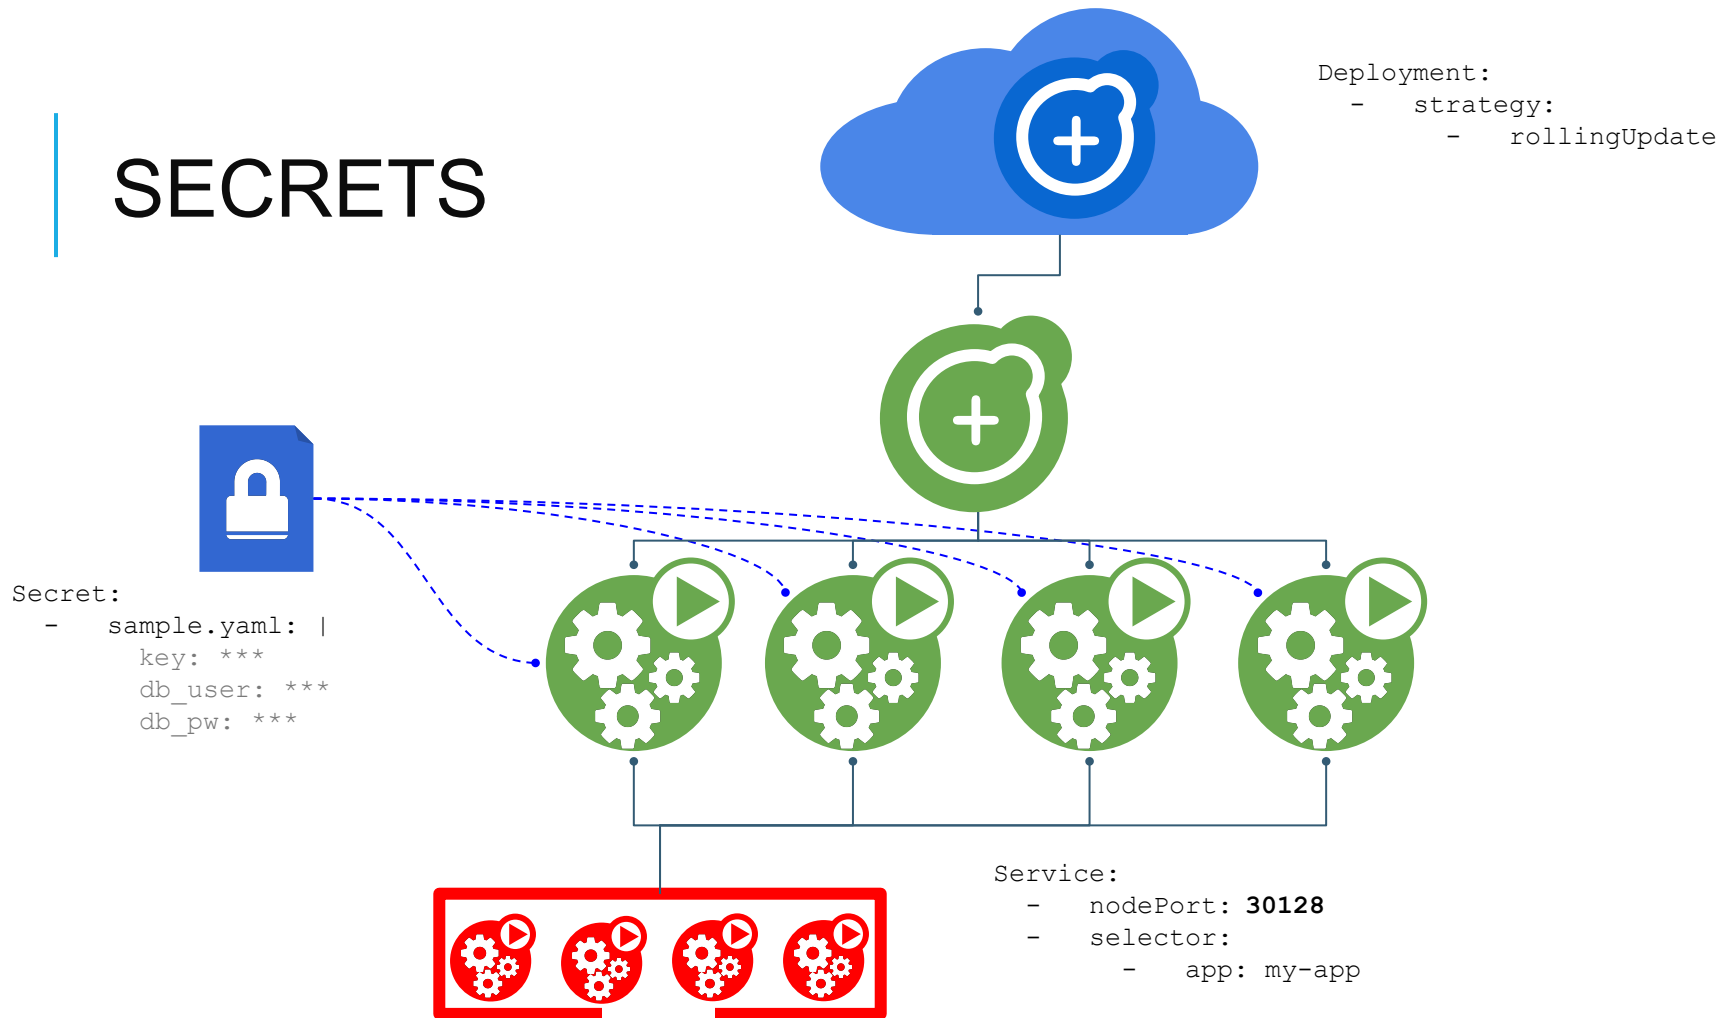 SECRETS
Deployment:
- strategy:
- rollingUpdate
Secret:
- sample.yaml: |
key: ***
db_user: ***
db_pw: ***
Service:
- nodePort: 30128
- selector:
- app: my-app